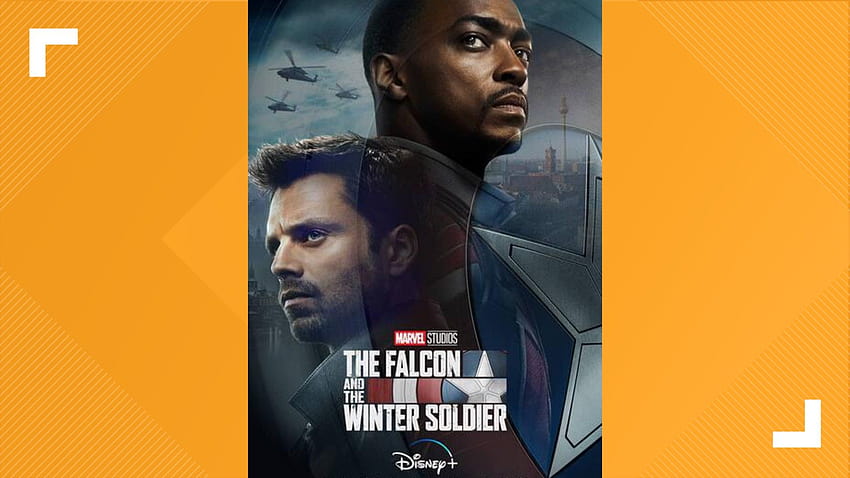 MARVEL STUDIOS
THE FALCON
AND
THE
WINTER SOLDIER
Disney+